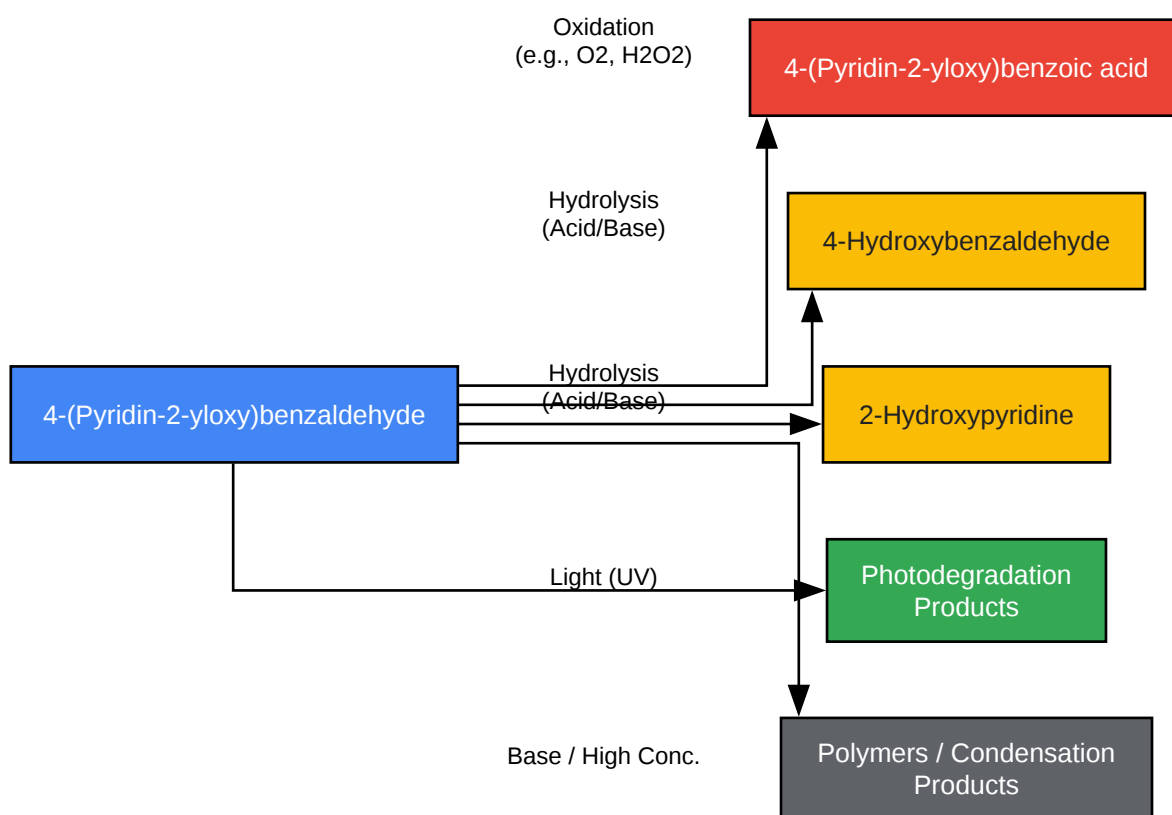 Oxidation
(e.g., O2, H2O2)
4-(Pyridin-2-yloxy)benzoic acid
Hydrolysis
(Acid/Base)
4-Hydroxybenzaldehyde
4-(Pyridin-2-yloxy)benzaldehyde
Hydrolysis
(Acid/Base)
2-Hydroxypyridine
Light (UV)
Photodegradation
Products
Base / High Conc.
Polymers / Condensation
Products